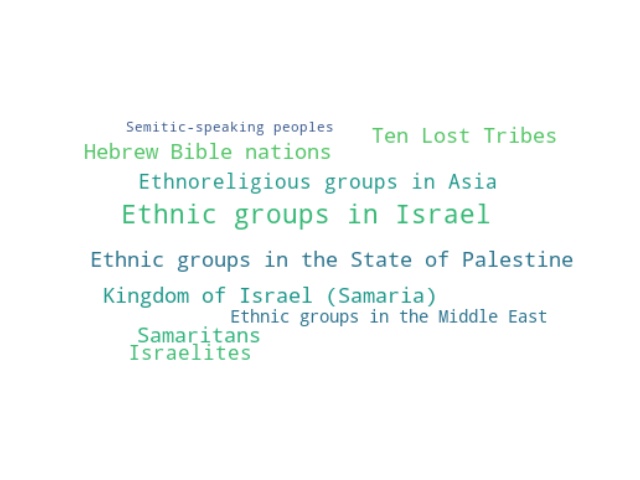 Semitic-speaking peoples
Ten Lost Tribes
Hebrew Bible nations
Ethnoreligious groups in Asia
Ethnic groups in Israel
Ethnic groups in the State of Palestine
Kingdom of Israel (Samaria)
Ethnic groups in the Middle East
Samaritans
Israelites